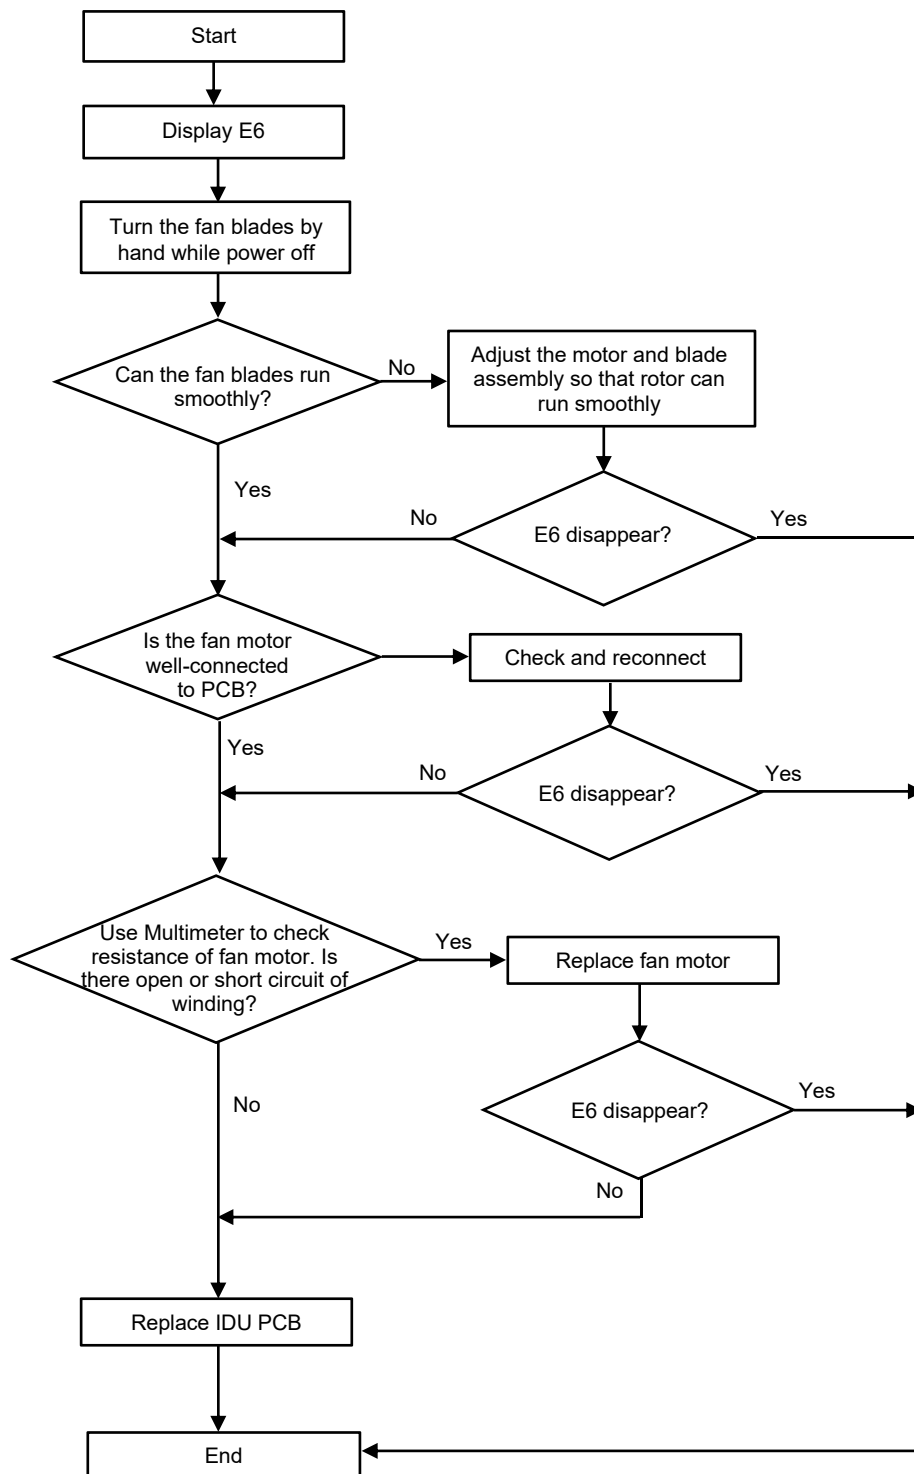 Start
Display E6
Turn the fan blades by
hand while power off
Can the fan blades run
smoothly?
No
Adjust the motor and blade
assembly so that rotor can
run smoothly
Yes
No
E6 disappear?
Yes
Is the fan motor
well-connected
to PCB?
Check and reconnect
Yes
No
E6 disappear?
Yes
Use Multimeter to check
resistance of fan motor. Is
there open or short circuit of
winding?
Yes
Replace fan motor
No
E6 disappear?
Yes
No
Replace IDU PCB
End